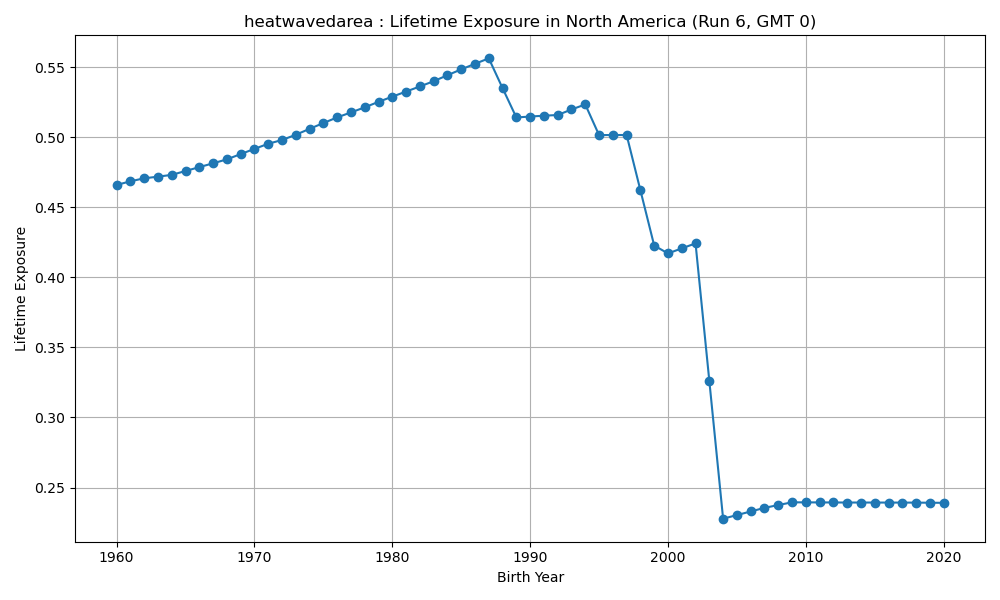 heatwavedarea : Lifetime Exposure in North America (Run 6, GMT 0)
Lifetime Exposure
0.55
0.50
0.45
0.40
0.35
0.30
0.25
1960 1970 1980 1990 2000 2010 2020
Birth Year